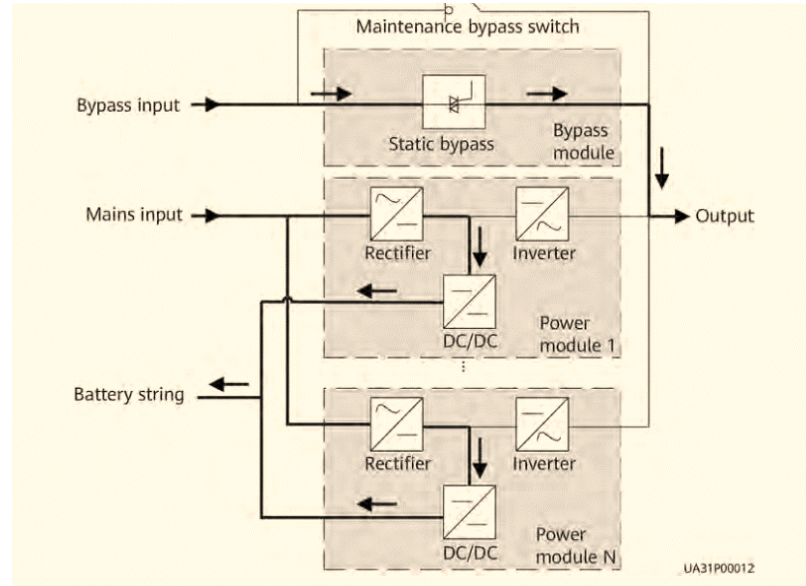 Maintenance bypass switch
Bypass input
Static bypass
Bypass
module
Mains input
Output
Rectifier
Inverter
DC/DC
Power
module 1
Battery string
Rectifier
Inverter
DC/DC
Power
module N
UA31P00012